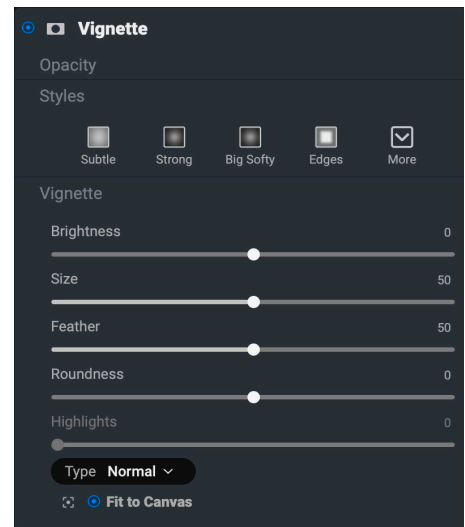 Vignette
Opacity
Styles
Subtle Strong Big Softy Edges More
Vignette
Brightness 0
Size 50
Feather 50
Roundness 0
Highlights 0
Type Normal
Fit to Canvas